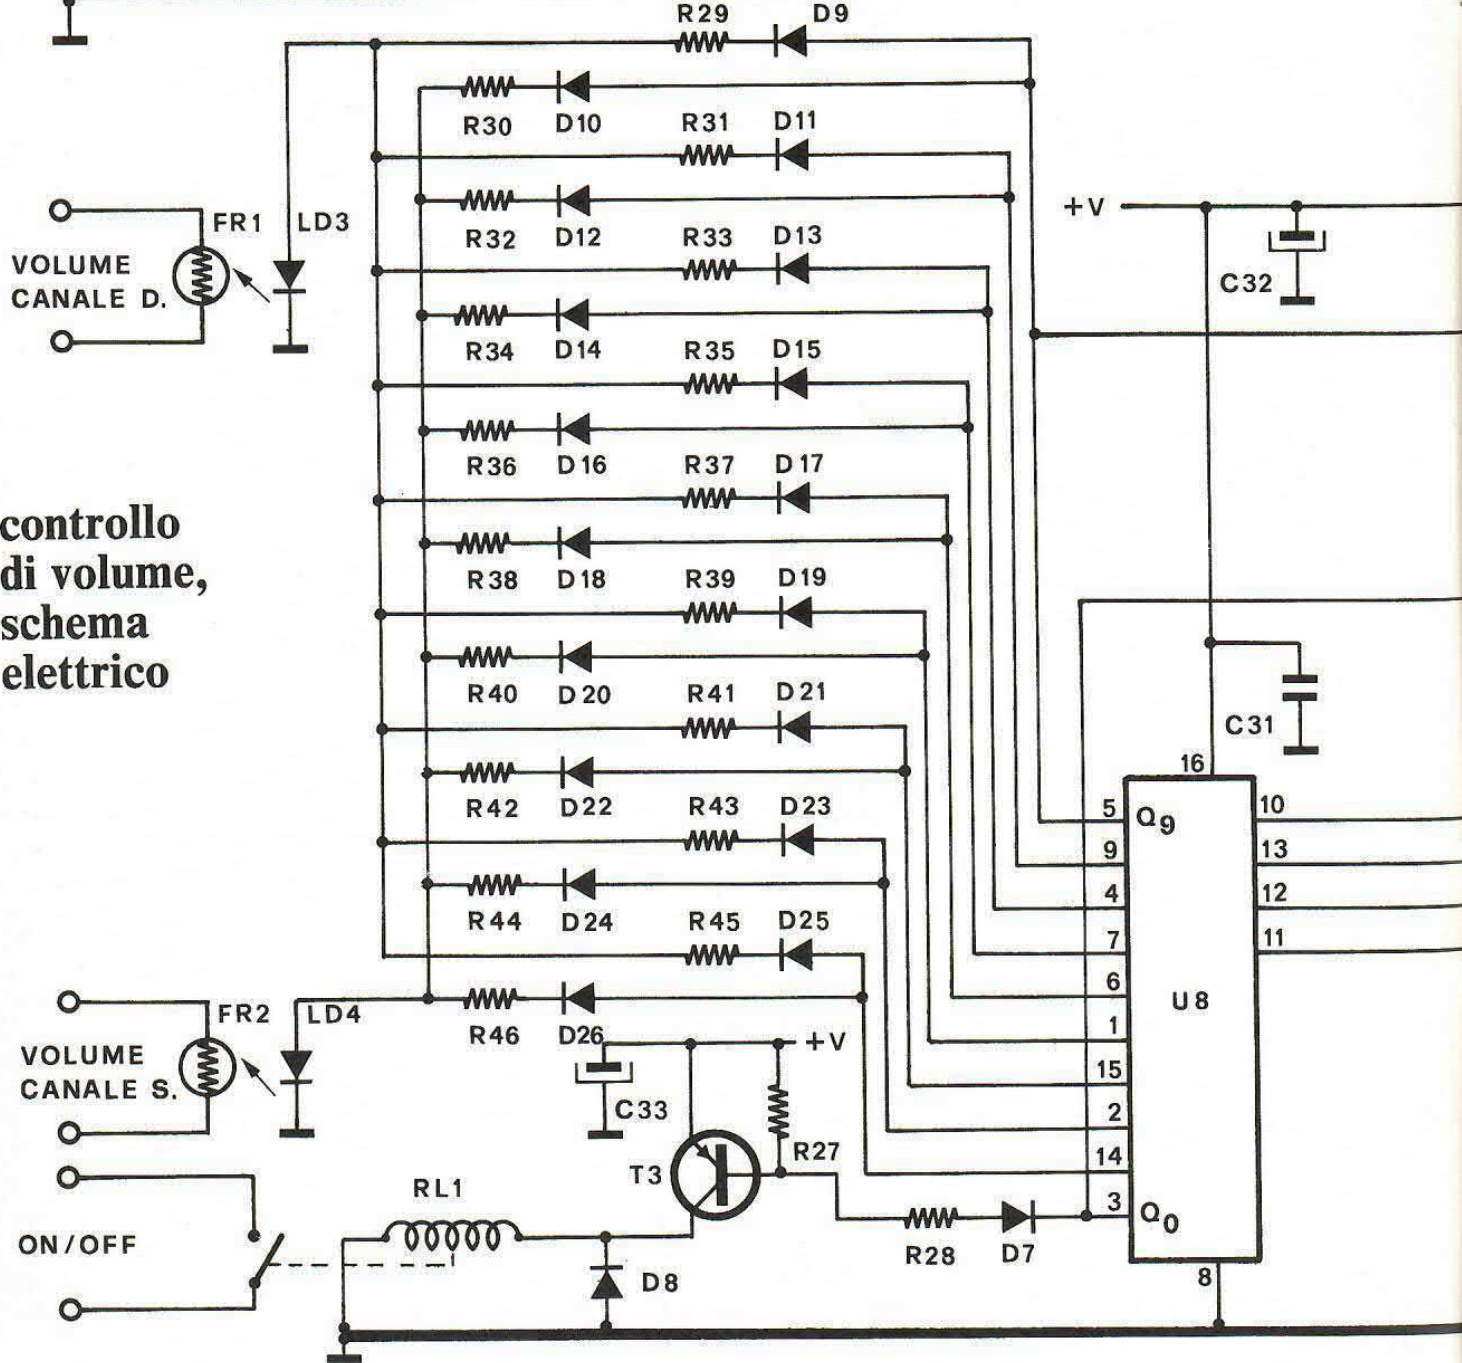 R29 D9
R30 D10 R31 D11
R32 D12 R33 D13
+V
FR1 LD3
VOLUME
CANALE D.
C32
R34 D14 R35 D15
R36 D16 R37 D17
controllo
di volume,
schema
elettrico
R38 D18 R39 D19
R40 D20 R41 D21
C31
16
R42 D22 R43 D23
5 Q9 10
9 13
4 12
7 11
6
1
15
2
14
3 Q0
U8
8
R44 D24 R45 D25
FR2 LD4
R46 D26
VOLUME
CANALE S.
+V
C33
R27
T3
RL1
ON/OFF
R28 D7
D8